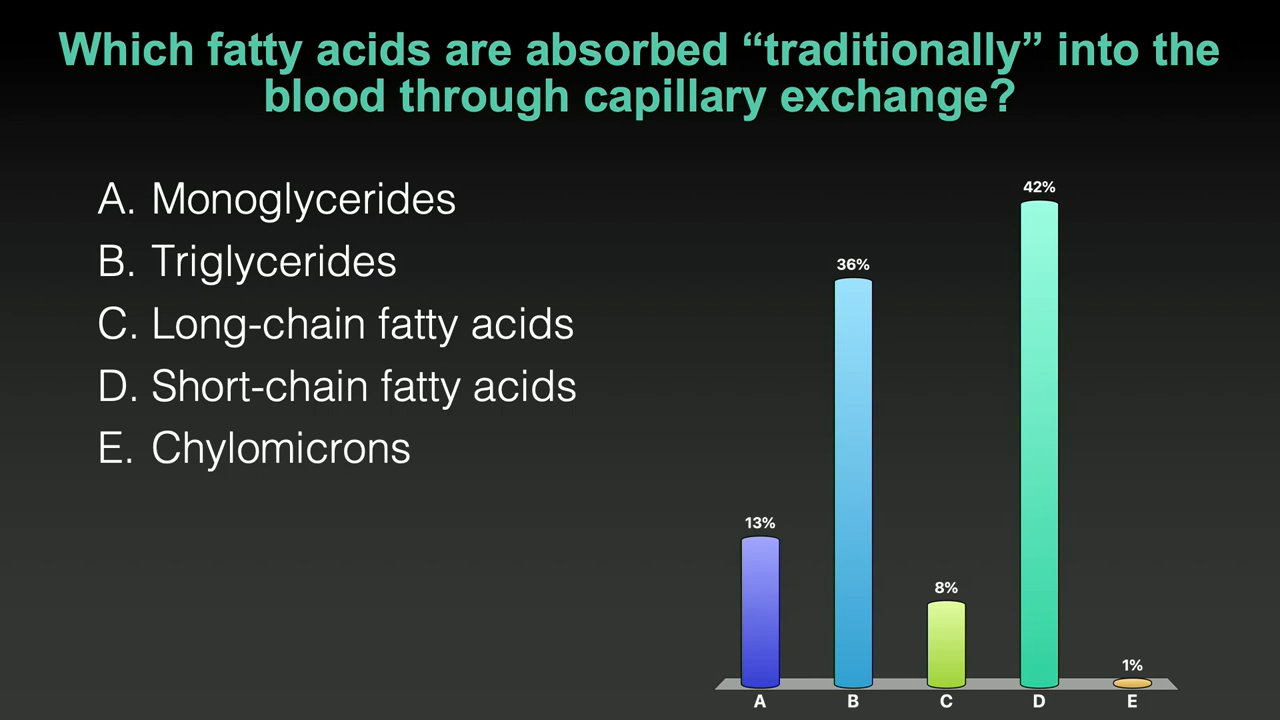 Which fatty acids are absorbed “traditionally” into the
blood through capillary exchange?
A. Monoglycerides
B. Triglycerides
C. Long-chain fatty acids
D. Short-chain fatty acids
E. Chylomicrons
13%
36%
8%
42%
1%
A B C D E